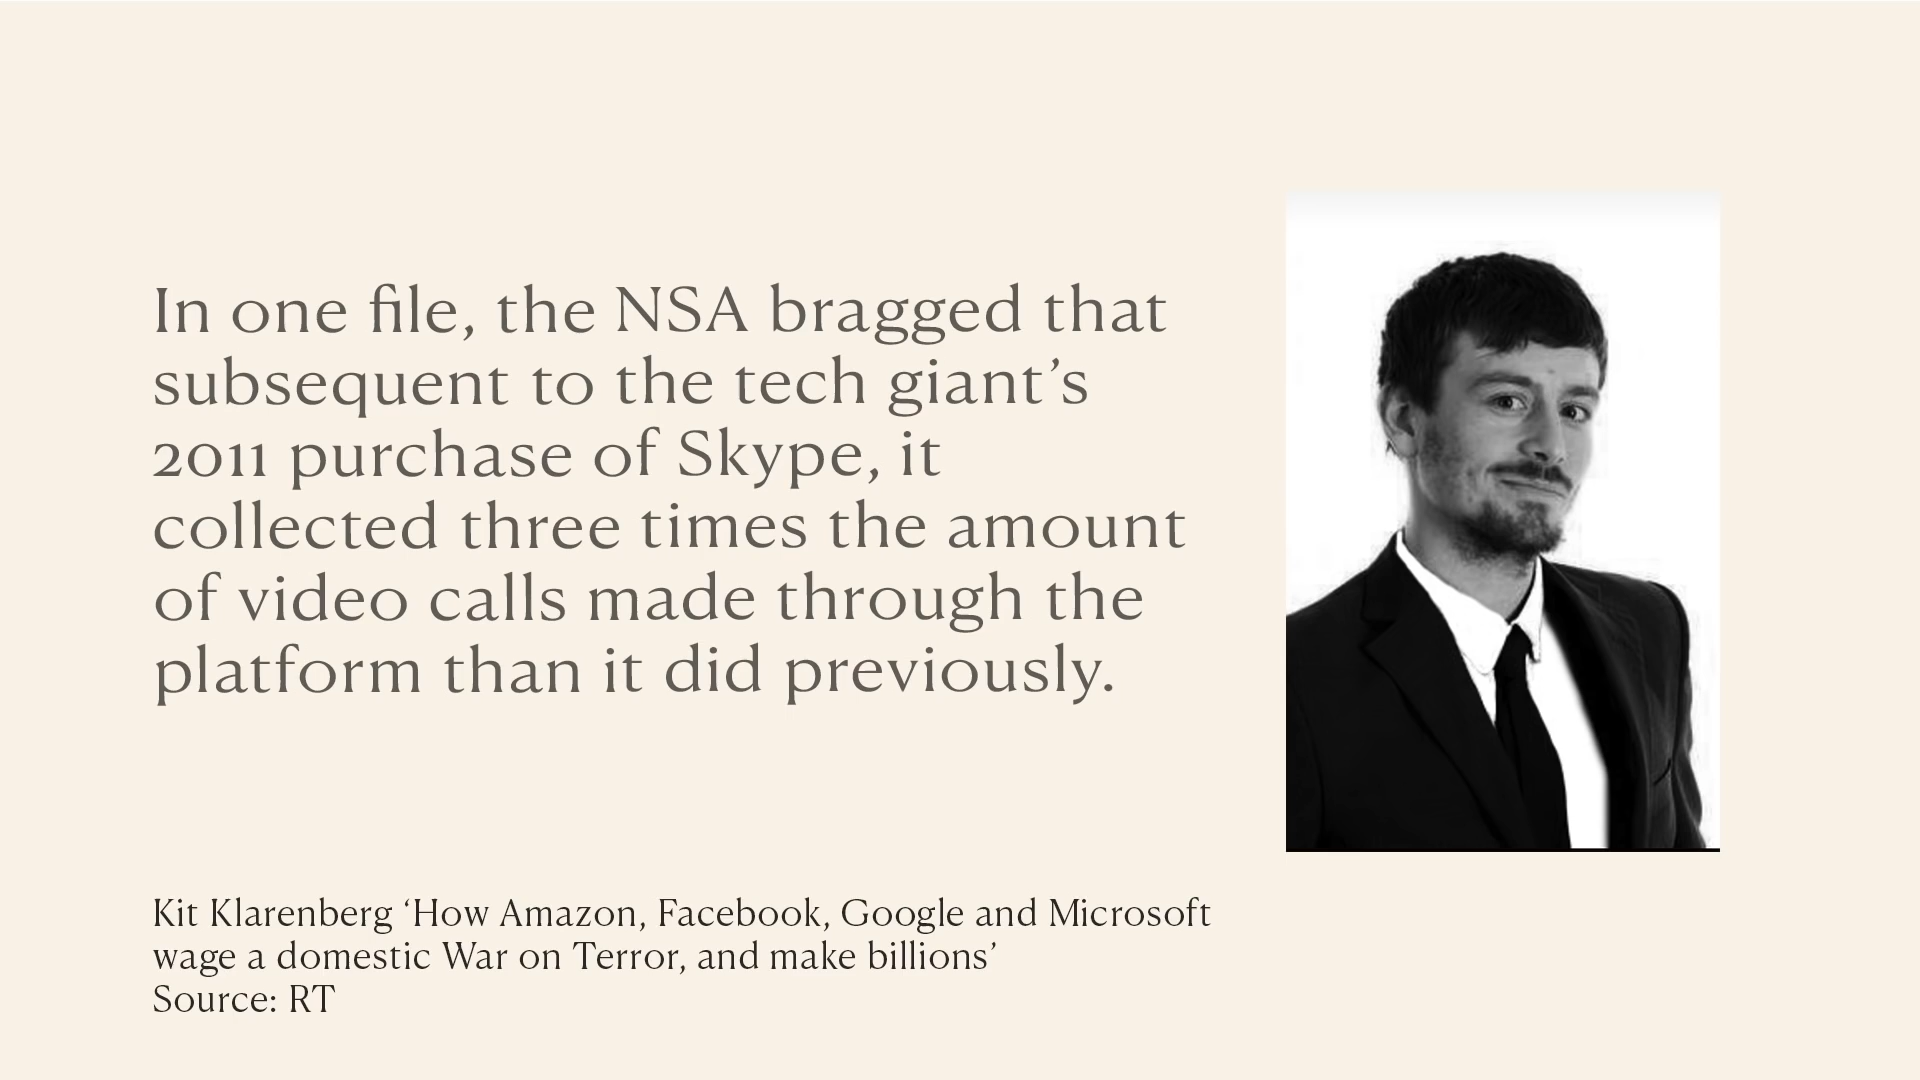 In one file, the NSA bragged that
subsequent to the tech giant’s
2011 purchase of Skype, it
collected three times the amount
of video calls made through the
platform than it did previously.
Kit Klarenberg ‘How Amazon, Facebook, Google and Microsoft
wage a domestic War on Terror, and make billions’
Source: RT